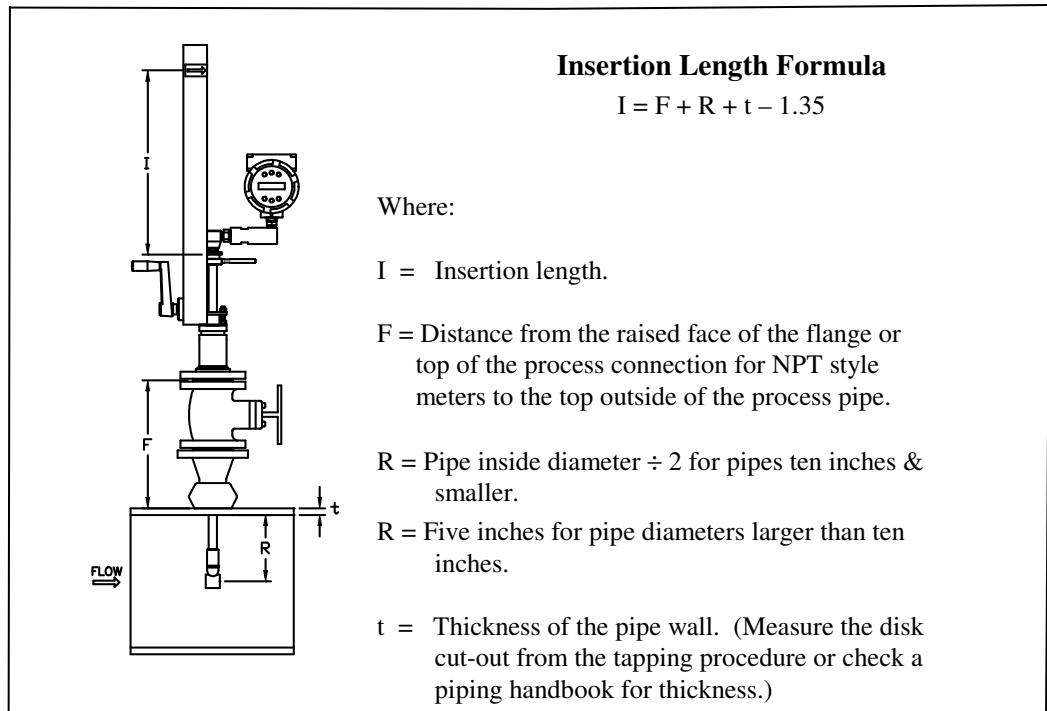 Insertion Length Formula
I = F + R + t – 1.35
I
Where:
I = Insertion length.
F = Distance from the raised face of the flange or
top of the process connection for NPT style
meters to the top outside of the process pipe.
F
R = Pipe inside diameter ÷ 2 for pipes ten inches &
smaller.
t
R = Five inches for pipe diameters larger than ten
inches.
R
FLOW
t = Thickness of the pipe wall. (Measure the disk
cut-out from the tapping procedure or check a
piping handbook for thickness.)